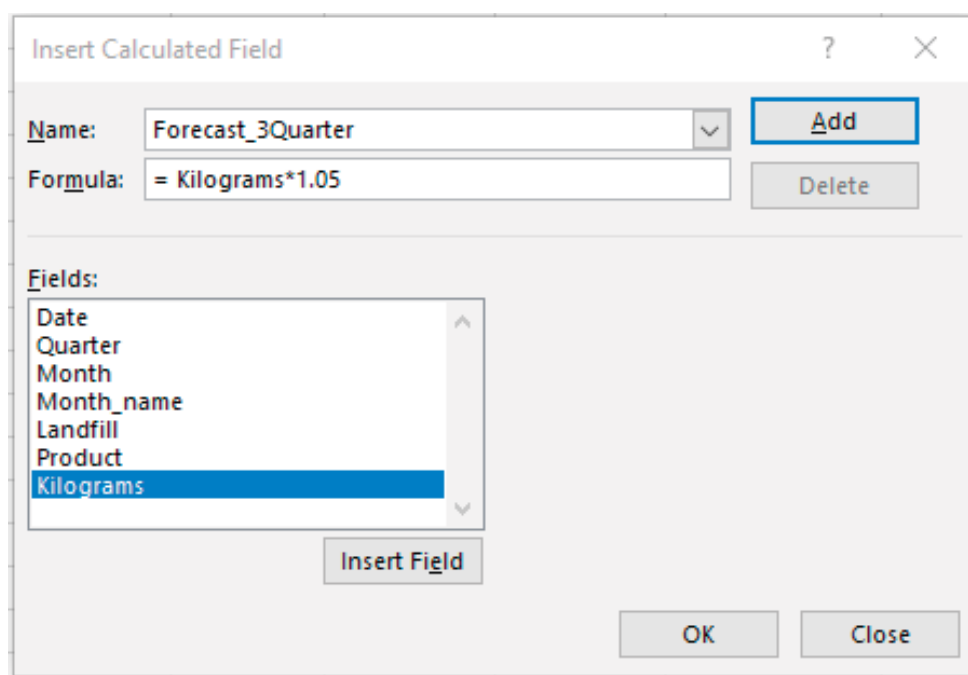 Insert Calculated Field ?
Name: Forecast_3Quarter Add
Formula: = Kilograms*1.05 Delete
Fields:
Date
Quarter
Month
Month_name
Landfill
Product
Kilograms
Insert Field
OK Close